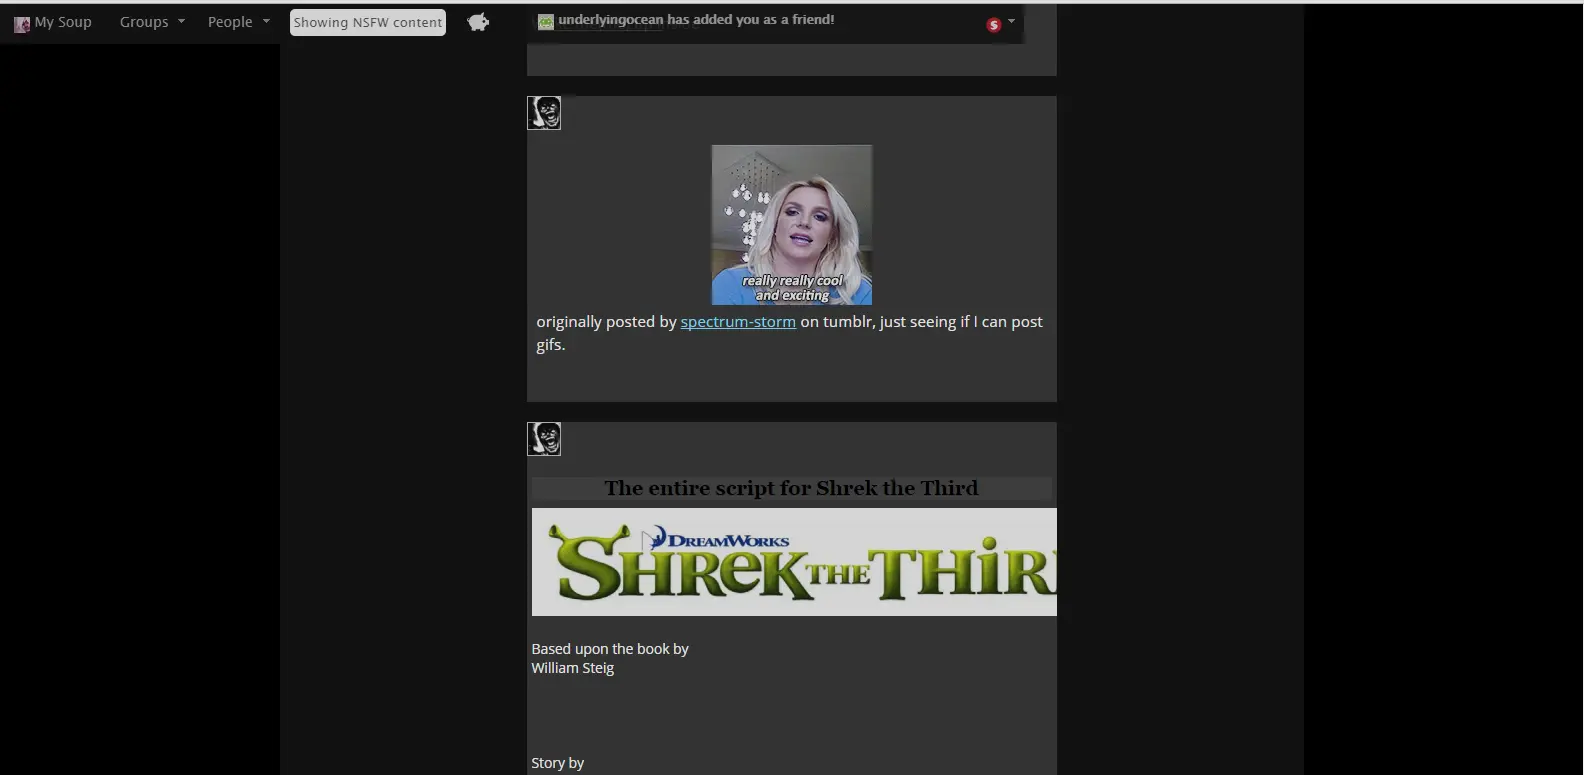 My Soup Groups People Showing NSFW content underlyingocean has added you as a friend!
really really cool
and exciting
originally posted by spectrum-storm on tumblr, just seeing if I can post
gifs.
The entire script for Shrek the Third
DREAMWORKS
SHREK THE THIR
Based upon the book by
William Steig
Story by